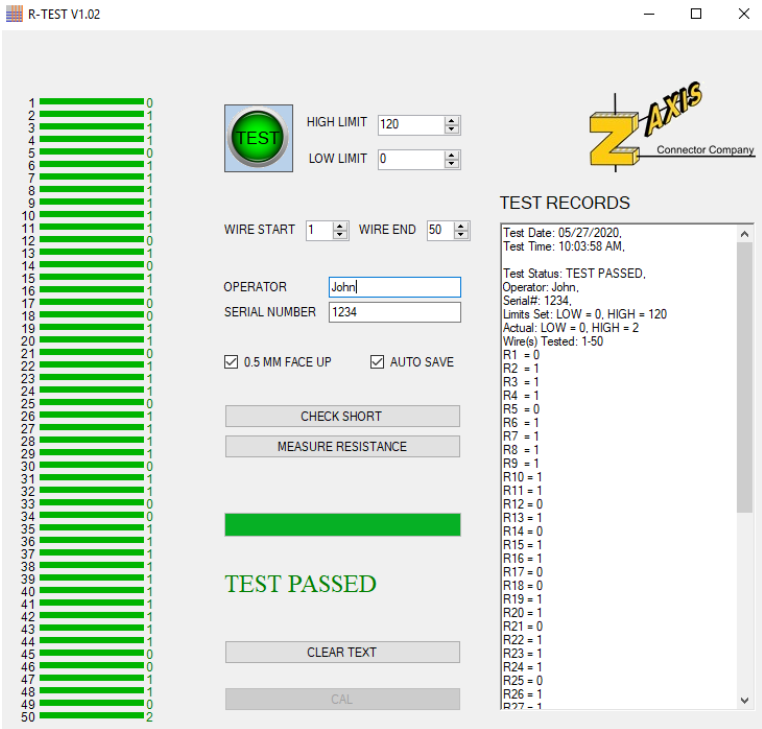 R-TEST V1.02
1 0
2 1
3 1
4 1
5 0
6 1
7 1
8 1
9 1
10 1
11 1
12 0
13 1
14 0
15 1
16 1
17 0
18 0
19 1
20 1
21 0
22 1
23 1
24 1
25 0
26 1
27 1
28 1
29 1
30 0
31 1
32 1
33 0
34 0
35 1
36 1
37 1
38 1
39 1
40 1
41 1
42 1
43 1
44 1
45 0
46 0
47 1
48 1
49 0
50 2
TEST
HIGH LIMIT 120
LOW LIMIT 0
WIRE START 1 WIRE END 50
OPERATOR John
SERIAL NUMBER 1234
0.5 MM FACE UP AUTO SAVE
CHECK SHORT
MEASURE RESISTANCE
TEST PASSED
CLEAR TEXT
CAL
Z AXIS
Connector Company
TEST RECORDS
Test Date: 05/27/2020,
Test Time: 10:03:58 AM,
Test Status: TEST PASSED,
Operator: John,
Serial#: 1234,
Limits Set: LOW = 0, HIGH = 120
Actual: LOW = 0, HIGH = 2
Wire(s) Tested: 1-50
R1 = 0
R2 = 1
R3 = 1
R4 = 1
R5 = 0
R6 = 1
R7 = 1
R8 = 1
R9 = 1
R10 = 1
R11 = 1
R12 = 0
R13 = 1
R14 = 0
R15 = 1
R16 = 1
R17 = 0
R18 = 0
R19 = 1
R20 = 1
R21 = 0
R22 = 1
R23 = 1
R24 = 1
R25 = 0
R26 = 1
R27 = 1